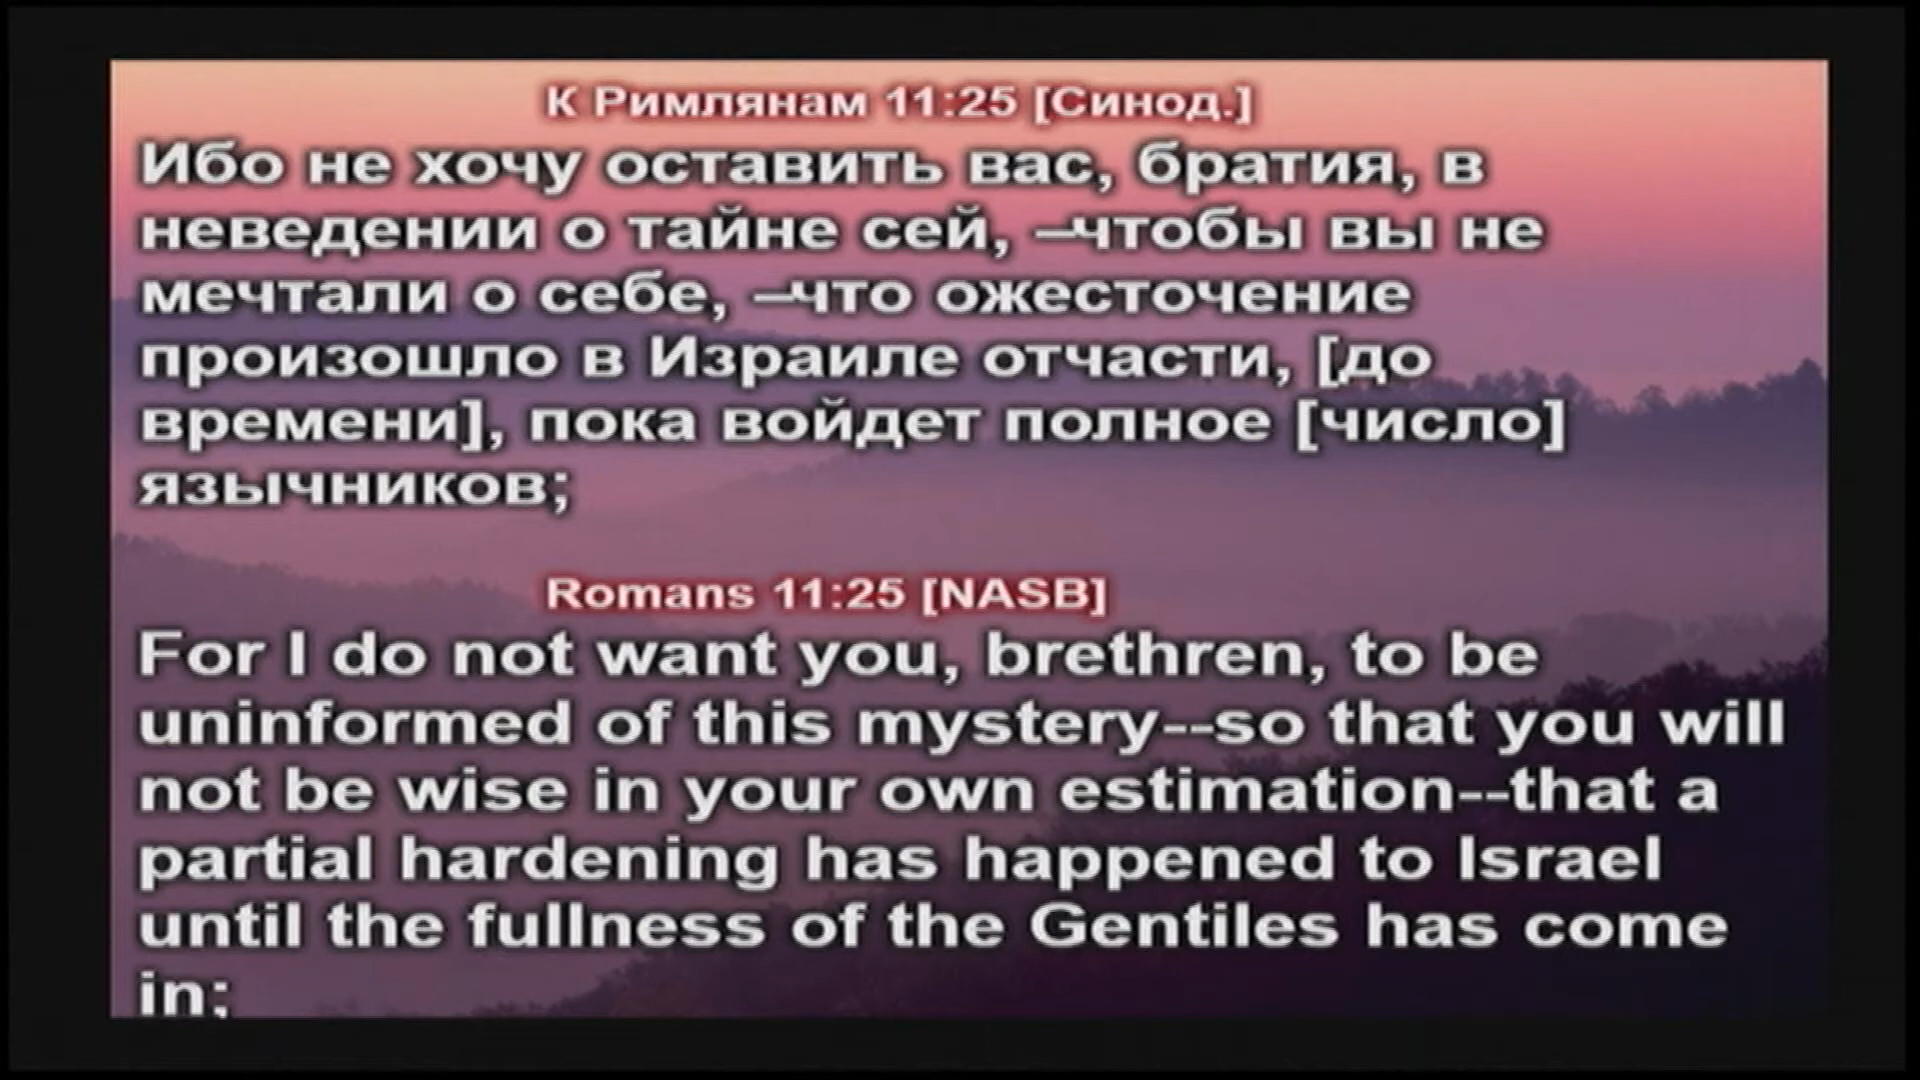 К Римлянам 11:25 [Синод.]
Ибо не хочу оставить вас, братия, в
неведении о тайне сей, –чтобы вы не
мечтали о себе, –что ожесточение
произошло в Израиле отчасти, [до
времени], пока войдет полное [число]
язычников;
Romans 11:25 [NASB]
For I do not want you, brethren, to be
uninformed of this mystery--so that you will
not be wise in your own estimation--that a
partial hardening has happened to Israel
until the fullness of the Gentiles has come
in;